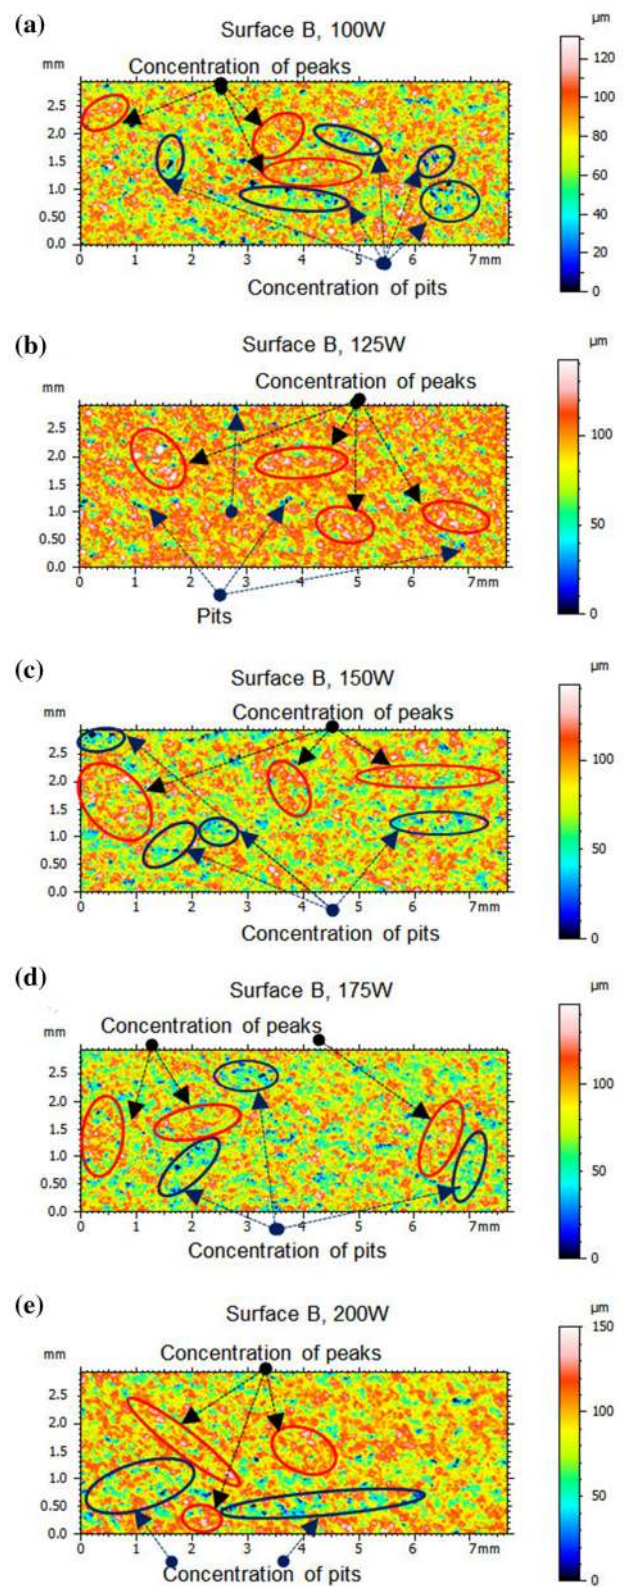 (a)
Surface B, 100W
µm
mm
Concentration of peaks
120
2.5
100
2.0
80
1.5
60
1.0
40
0.50
20
0.0
0
0 1 2 3 4 5 6 7mm
Concentration of pits
(b)
Surface B, 125W
µm
mm
Concentration of peaks
2.5
100
2.0
1.5
1.0
50
0.50
0.0
0
0 1 2 3 4 5 6 7mm
Pits
(c)
Surface B, 150W
µm
mm
Concentration of peaks
2.5
100
2.0
1.5
1.0
50
0.50
0.0
0
0 1 2 3 4 5 6 7mm
Concentration of pits
(d)
Surface B, 175W
µm
mm
Concentration of peaks
2.5
100
2.0
1.5
1.0
50
0.50
0.0
0
0 1 2 3 4 5 6 7mm
Concentration of pits
(e)
Surface B, 200W
µm
150
mm
Concentration of peaks
2.5
2.0
100
1.5
1.0
50
0.50
0.0
0
0 1 2 3 4 5 6 7mm
Concentration of pits